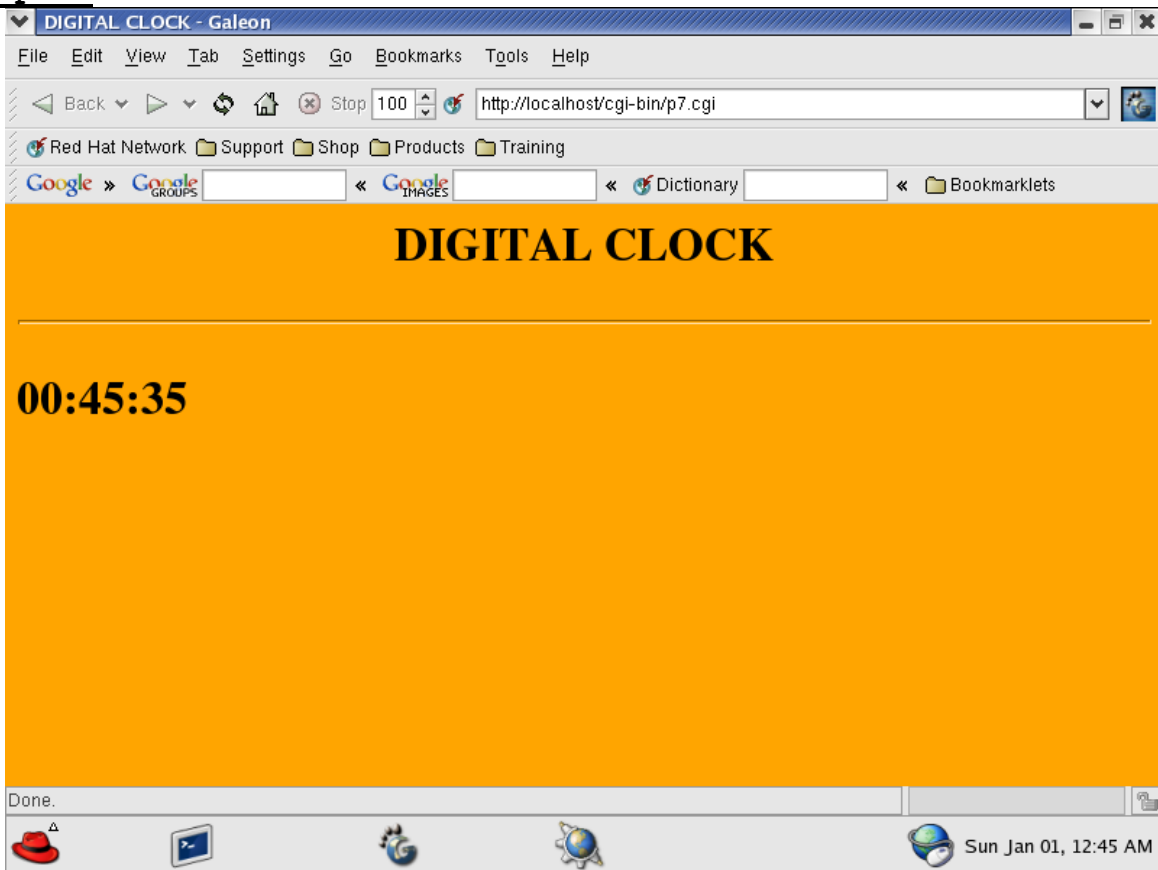 DIGITAL CLOCK - Galeon
File Edit View Tab Settings Go Bookmarks Tools Help
Back Stop 100 http://localhost/cgi-bin/p7.cgi
Red Hat Network Support Shop Products Training
Google » Google GROUPS « Google IMAGES « Dictionary « Bookmarklets
DIGITAL CLOCK
00:45:35
Done.
Sun Jan 01, 12:45 AM